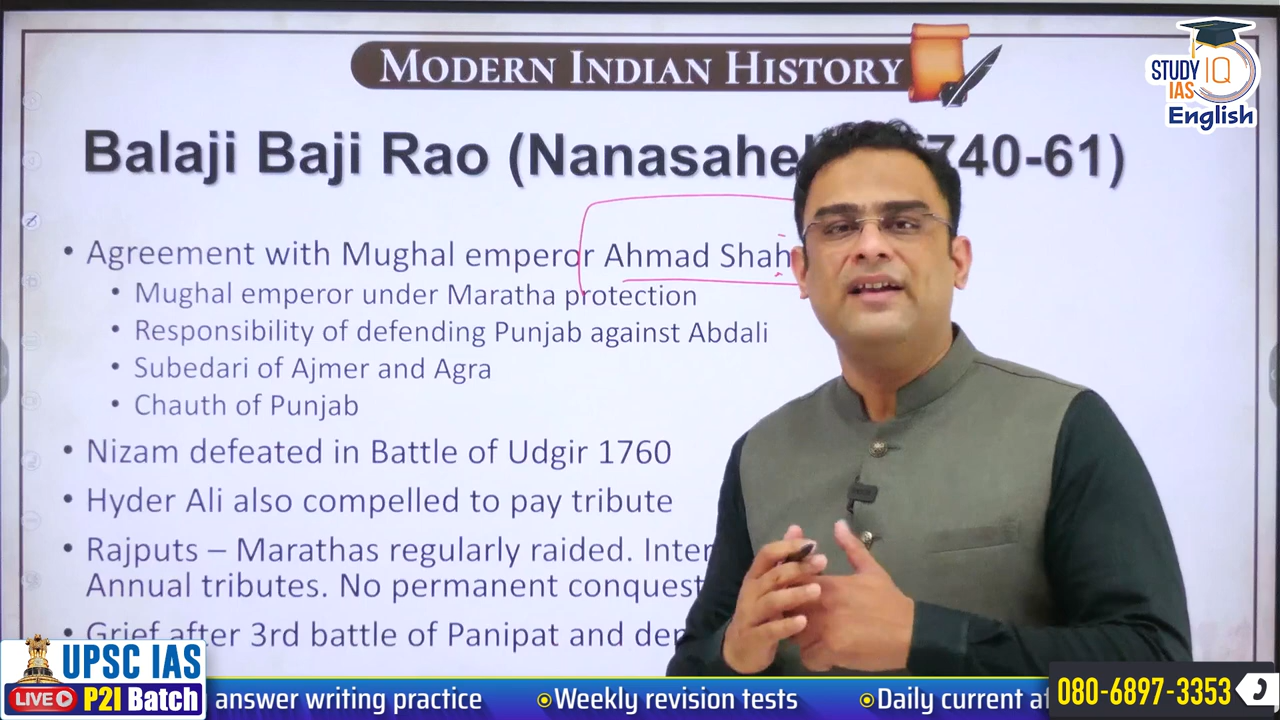 MODERN INDIAN HISTORY
STUDY IQ
IAS
English
Balaji Baji Rao (Nanasaheb 740-61)
Agreement with Mughal emperor Ahmad Shah
• Mughal emperor under Maratha protection
• Responsibility of defending Punjab against Abdali
• Subedari of Ajmer and Agra
• Chauth of Punjab
• Nizam defeated in Battle of Udgir 1760
• Hyder Ali also compelled to pay tribute
• Rajputs – Marathas regularly raided.
Annual tributes. No permanent conquest
• Grief after 3rd battle of Panipat and
UPSC IAS
LIVE P2I Batch
answer writing practice Weekly revision tests Daily current
080-6897-3353